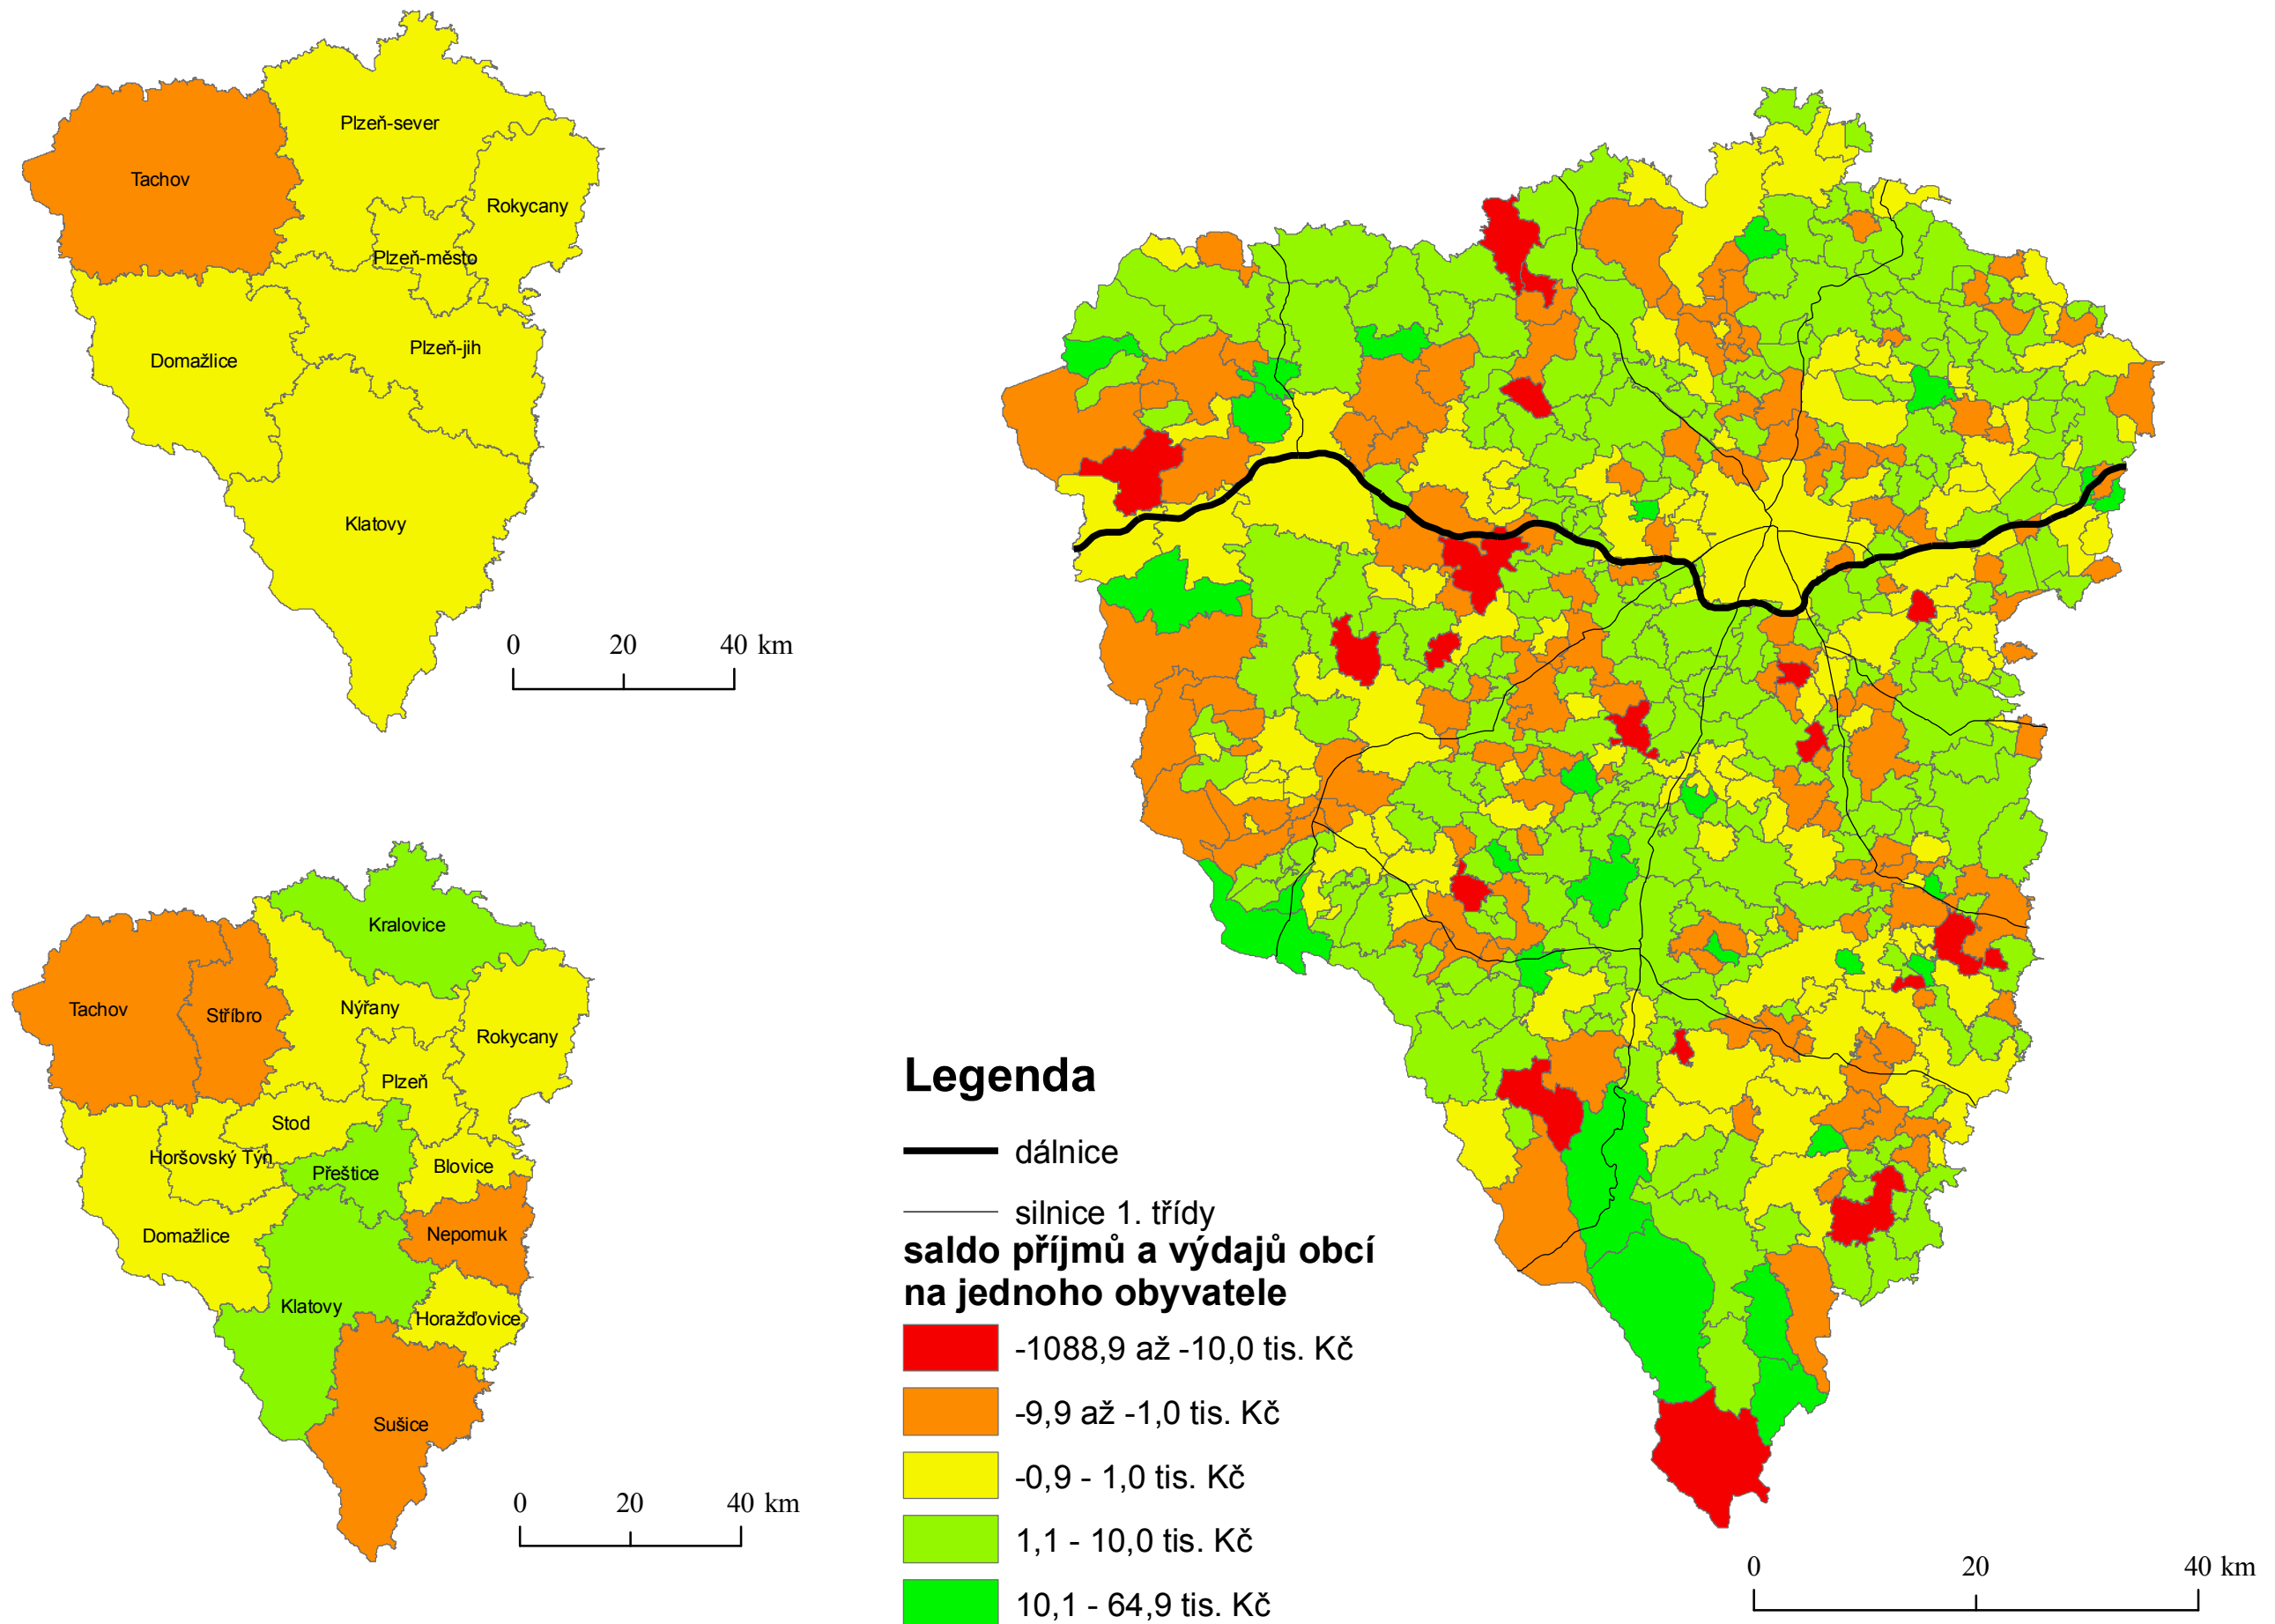 Plzeň-sever
Tachov
Rokycany
Plzeň-město
Plzeň-jih
Domažlice
Klatovy
0 20 40 km
Kralovice
Tachov
Stříbro
Nýřany
Rokycany
Plzeň
Stod
Horšovský Týn
Přeštice
Blovice
Domažlice
Nepomuk
Klatovy
Horažďovice
Sušice
0 20 40 km
Legenda
dálnice
silnice 1. třídy
saldo příjmů a výdajů obcí
na jednoho obyvatele
-1088,9 až -10,0 tis. Kč
-9,9 až -1,0 tis. Kč
-0,9 - 1,0 tis. Kč
1,1 - 10,0 tis. Kč
10,1 - 64,9 tis. Kč
0 20 40 km